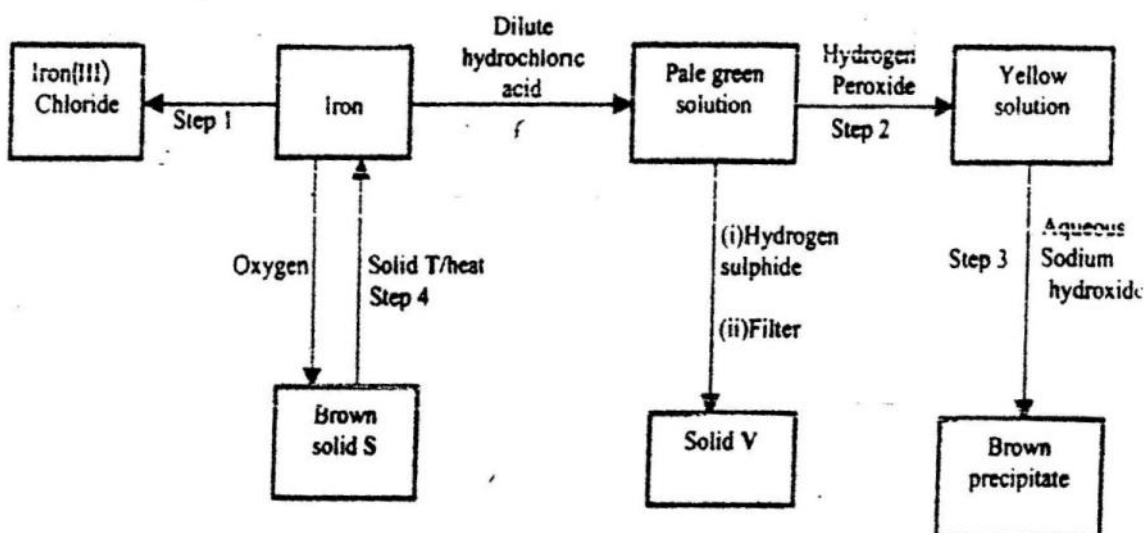 Iron(III)
Chloride
Step 1
Iron
Dilute
hydrochloric
acid
Pale green
solution
Hydrogen
Peroxide
Step 2
Yellow
solution
Oxygen
Solid T/heat
Step 4
(i)Hydrogen
sulphide
(ii)Filter
Step 3
Aqueous
Sodium
hydroxide
Brown
solid S
Solid V
Brown
precipitate